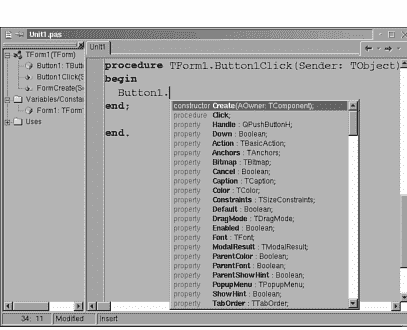 Unit1.pas
TForm1(TForm)
Button1: TButt
Button1Click(S
FormCreate(S
Variables/Constan
Form1: TForm
Uses
Unit1
procedure TForm1.Button1Click(Sender: TObject)
begin
Button1.
end;
end.
constructor Create(AOwner: TComponent);
procedure Click;
property Handle : QPushButtonH;
property Down : Boolean;
property Action : TBasicAction;
property Anchors : TAnchors;
property Bitmap : TBitmap;
property Cancel : Boolean;
property Caption : TCaption;
property Color : TColor;
property Constraints : TSizeConstraints;
property Default : Boolean;
property DragMode : TDragMode;
property Enabled : Boolean;
property Font : TFont;
property ModalResult : TModalResult;
property ParentColor : Boolean;
property ParentFont : Boolean;
property ParentShowHint : Boolean;
property PopupMenu : TPopupMenu;
property ShowHint : Boolean;
property TabOrder : TTabOrder;
34: 11 Modified Insert